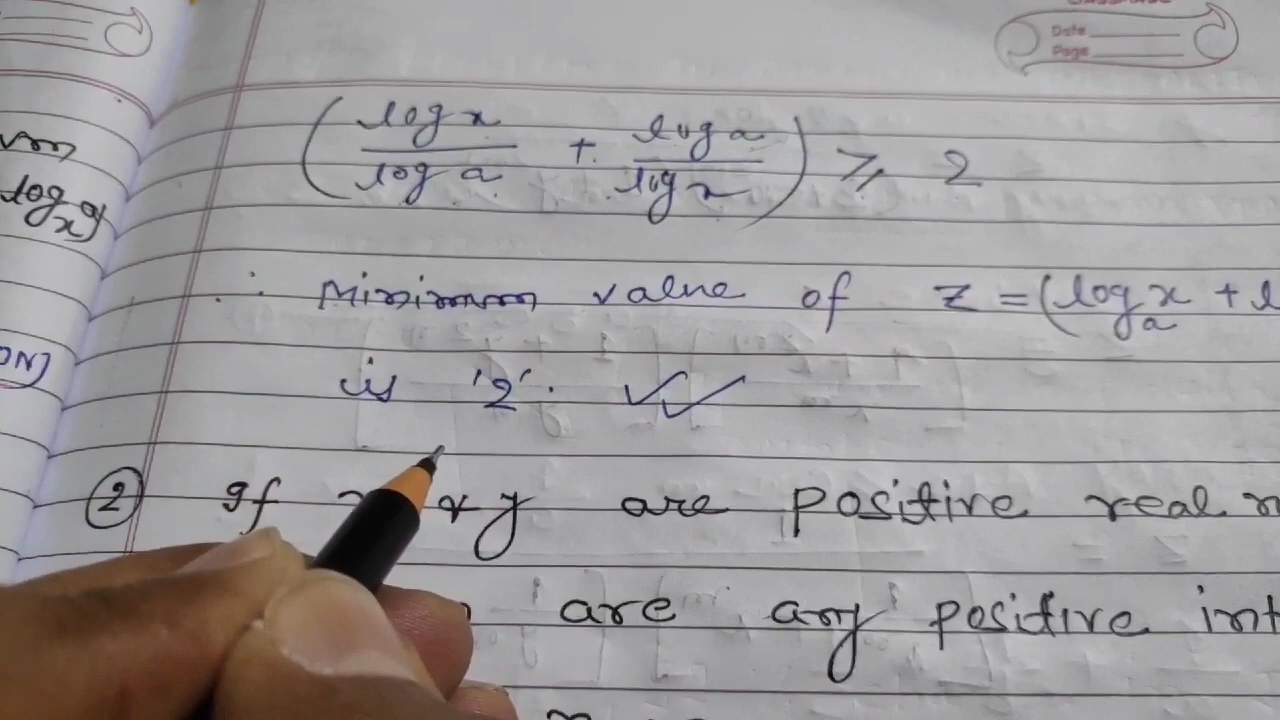 Date
Page
(log x / log a + log a / log x) ≥ 2
∴ Minimum value of z = (log_a x + l
is '2'.
② If x & y are positive real n
are any positive int
log_x a